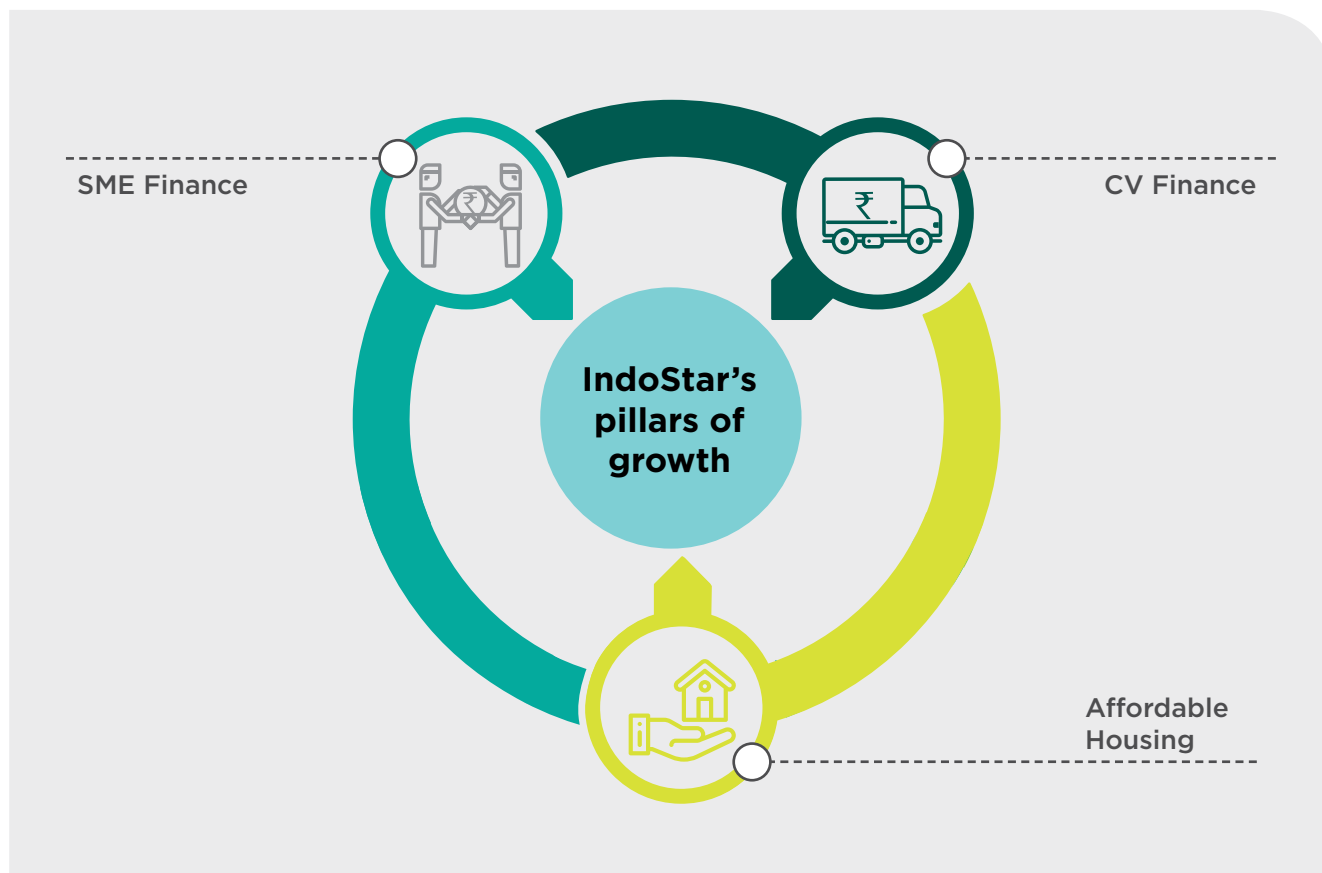 SME Finance
₹
₹
CV Finance
IndoStar’s
pillars of
growth
Affordable
Housing